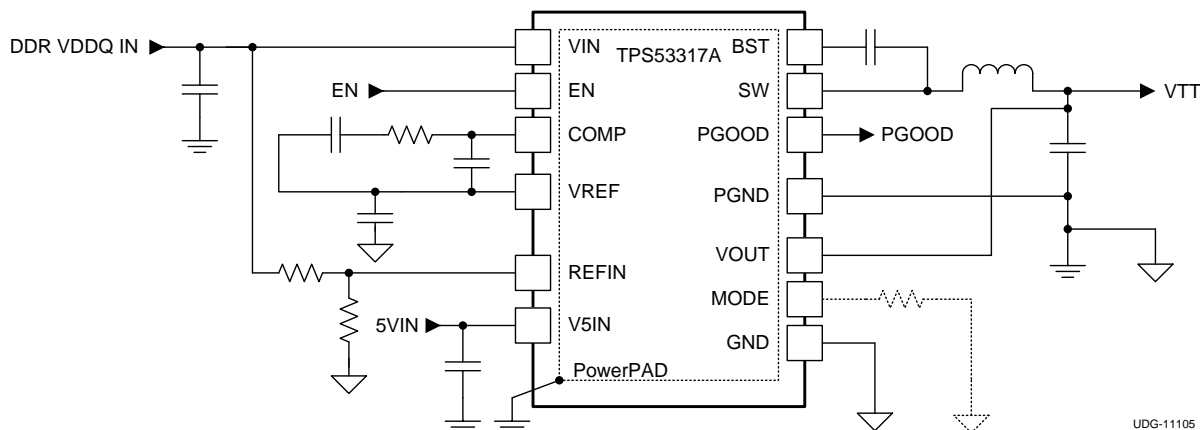 DDR VDDQ IN
VIN
TPS53317A
BST
EN
EN
SW
VTT
COMP
PGOOD
PGOOD
VREF
PGND
REFIN
VOUT
5VIN
V5IN
MODE
GND
PowerPAD
UDG-11105